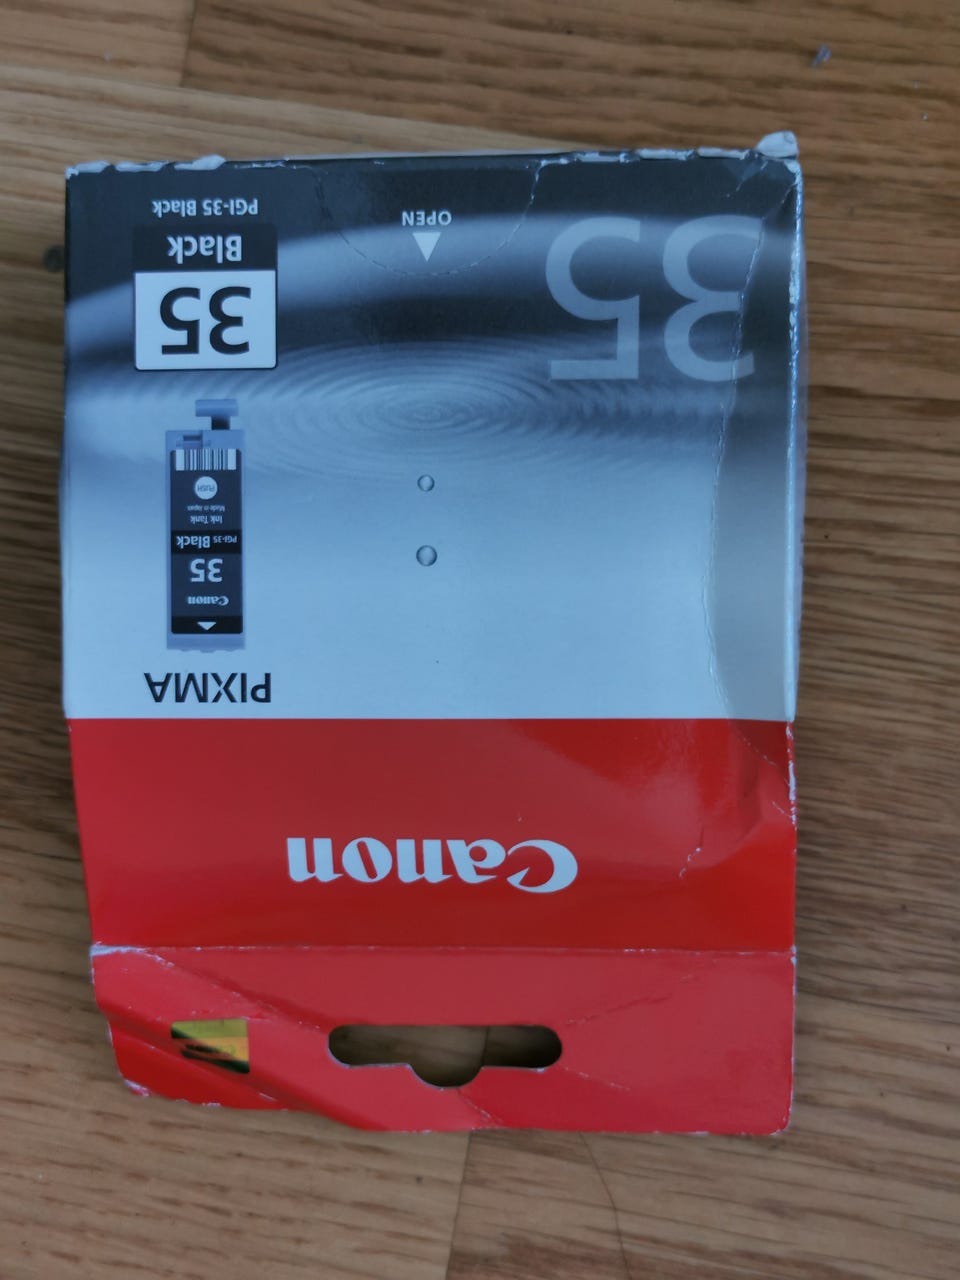 Canon
PIXMA
Canon
35
PGI-35 Black
Ink Tank
Made in Japan
PUSH
35
Black
PGI-35 Black
OPEN
35